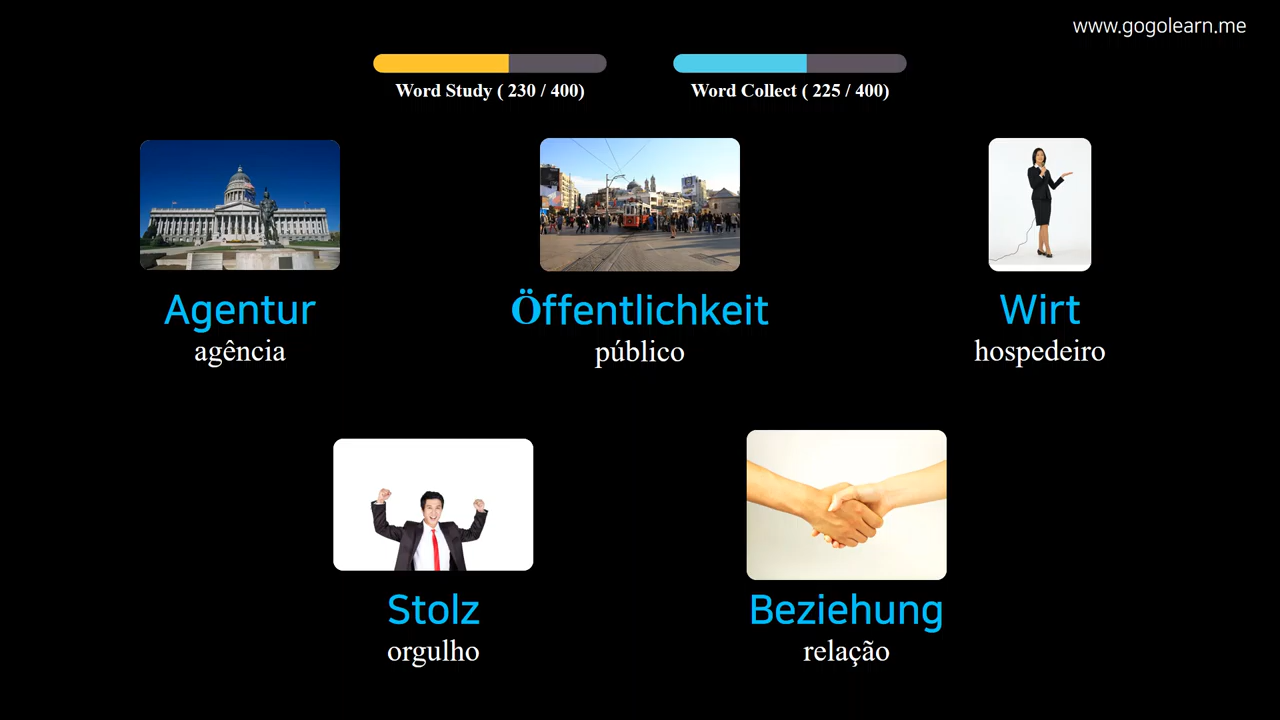 www.gogolearn.me
Word Study ( 230 / 400)
Word Collect ( 225 / 400)
Agentur
agência
Öffentlichkeit
público
Wirt
hospedeiro
Stolz
orgulho
Beziehung
relação